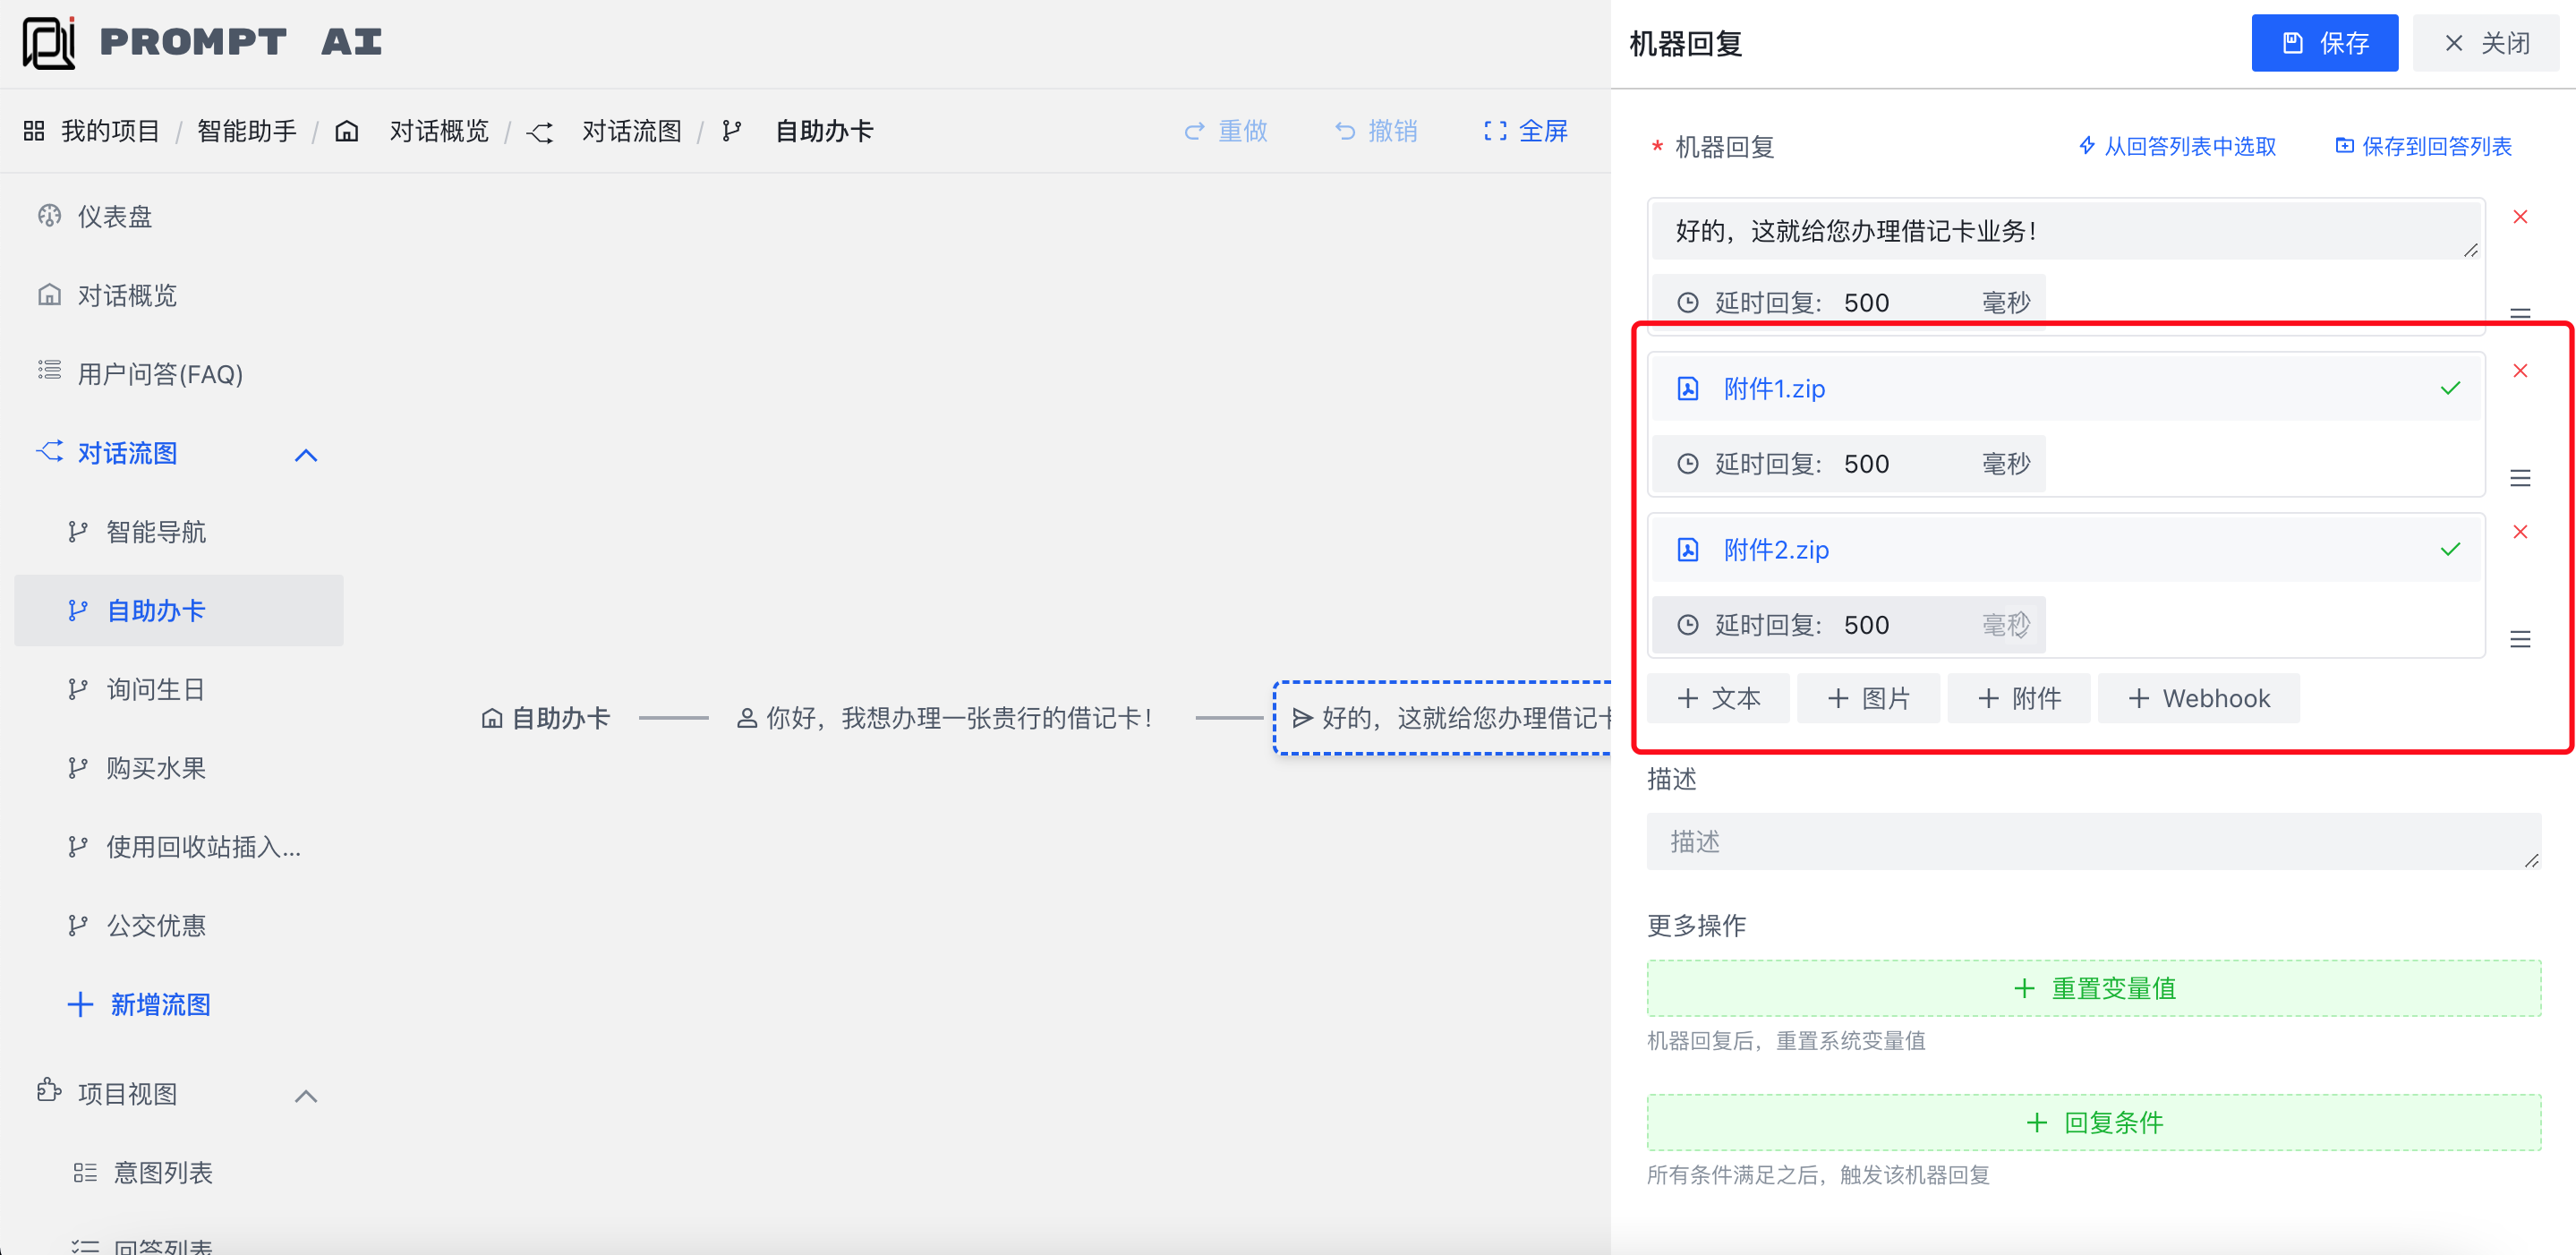 PROMPT AI
机器回复
保存
关闭
我的项目 / 智能助手 / 对话概览 / 对话流图 / 自助办卡
重做
撤销
全屏
仪表盘
对话概览
用户问答(FAQ)
对话流图
智能导航
自助办卡
询问生日
购买水果
使用回收站插入...
公交优惠
新增流图
项目视图
意图列表
回答列表
自助办卡
你好，我想办理一张贵行的借记卡！
好的，这就给您办理借记卡
* 机器回复
从回答列表中选取
保存到回答列表
好的，这就给您办理借记卡业务！
延时回复: 500 毫秒
附件1.zip
延时回复: 500 毫秒
附件2.zip
延时回复: 500 毫秒
+ 文本
+ 图片
+ 附件
+ Webhook
描述
描述
更多操作
+ 重置变量值
机器回复后，重置系统变量值
+ 回复条件
所有条件满足之后，触发该机器回复